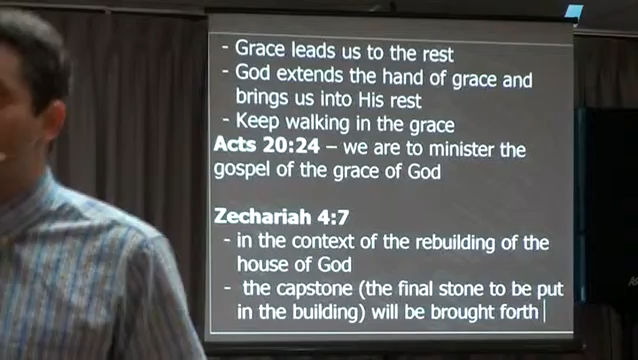 - Grace leads us to the rest
- God extends the hand of grace and
brings us into His rest
- Keep walking in the grace
Acts 20:24 – we are to minister the
gospel of the grace of God
Zechariah 4:7
- in the context of the rebuilding of the
house of God
- the capstone (the final stone to be put
in the building) will be brought forth